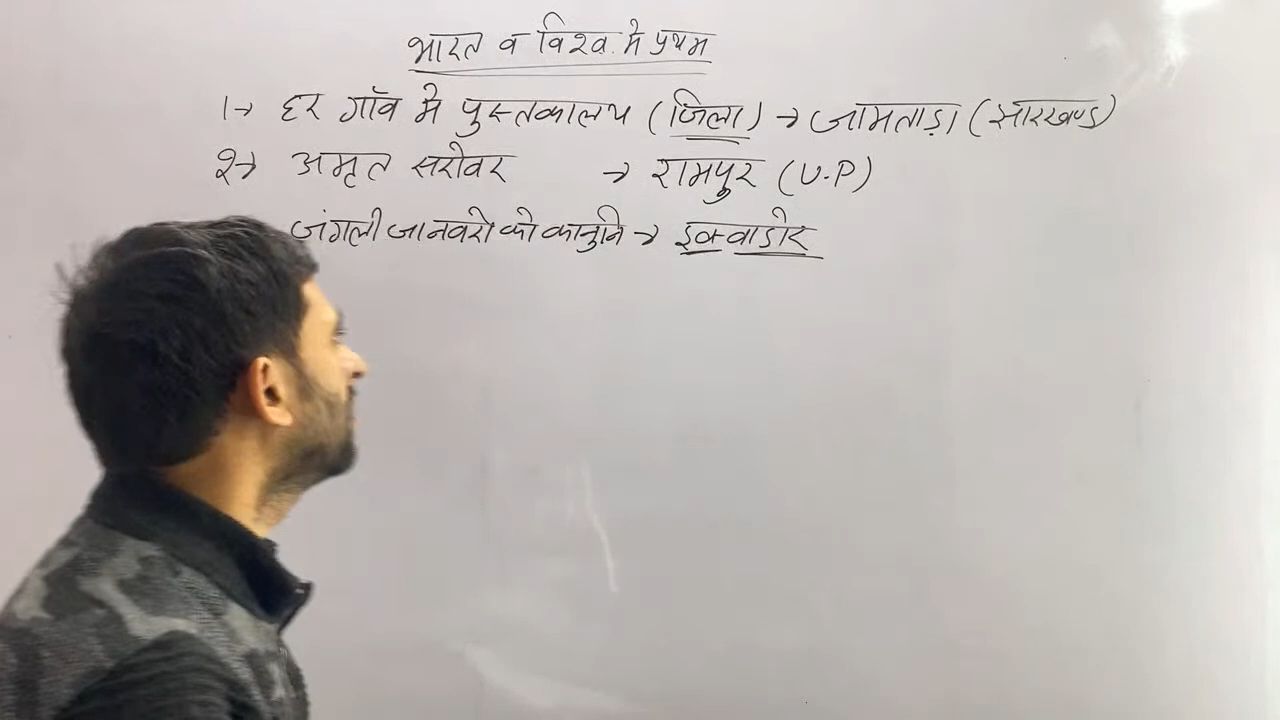 भारत व विश्व में प्रथम
1→ हर गाँव में पुस्तकालय (जिला) → जामताड़ा (झारखण्ड)
2→ अमृत सरोवर → रामपुर (U.P)
जंगली जानवरो को कानुनि → इक्वाडोर